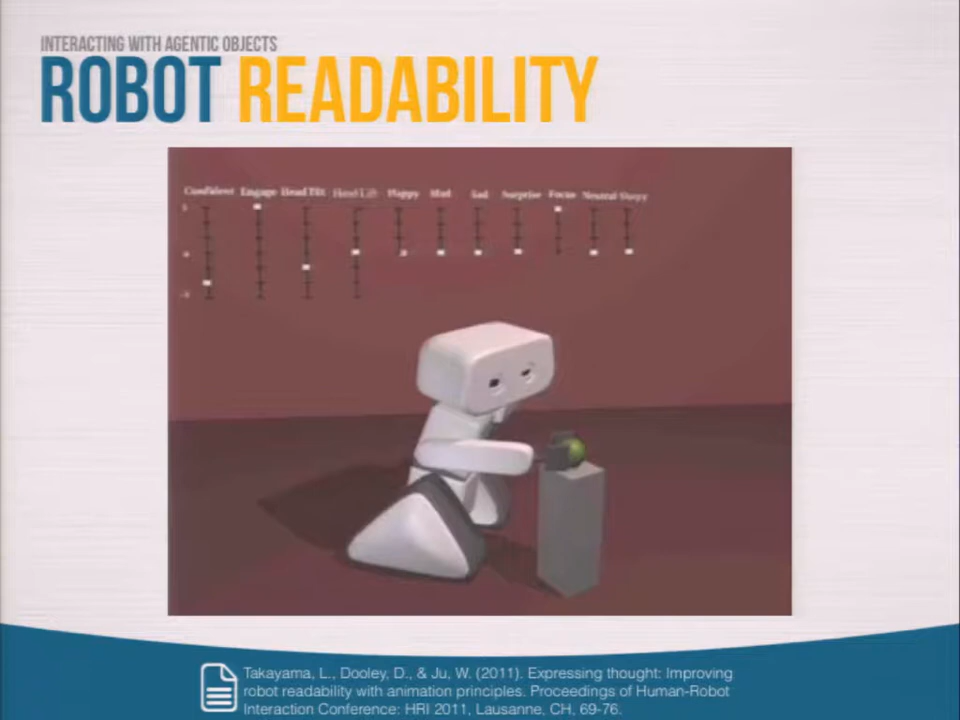 INTERACTING WITH AGENTIC OBJECTS
ROBOT READABILITY
Confident Engage Head Tilt Head Lift Happy Mad Sad Surprise Focus Neutral Sleepy
Takayama, L., Dooley, D., & Ju, W. (2011). Expressing thought: Improving
robot readability with animation principles. Proceedings of Human-Robot
Interaction Conference: HRI 2011, Lausanne, CH, 69-76.